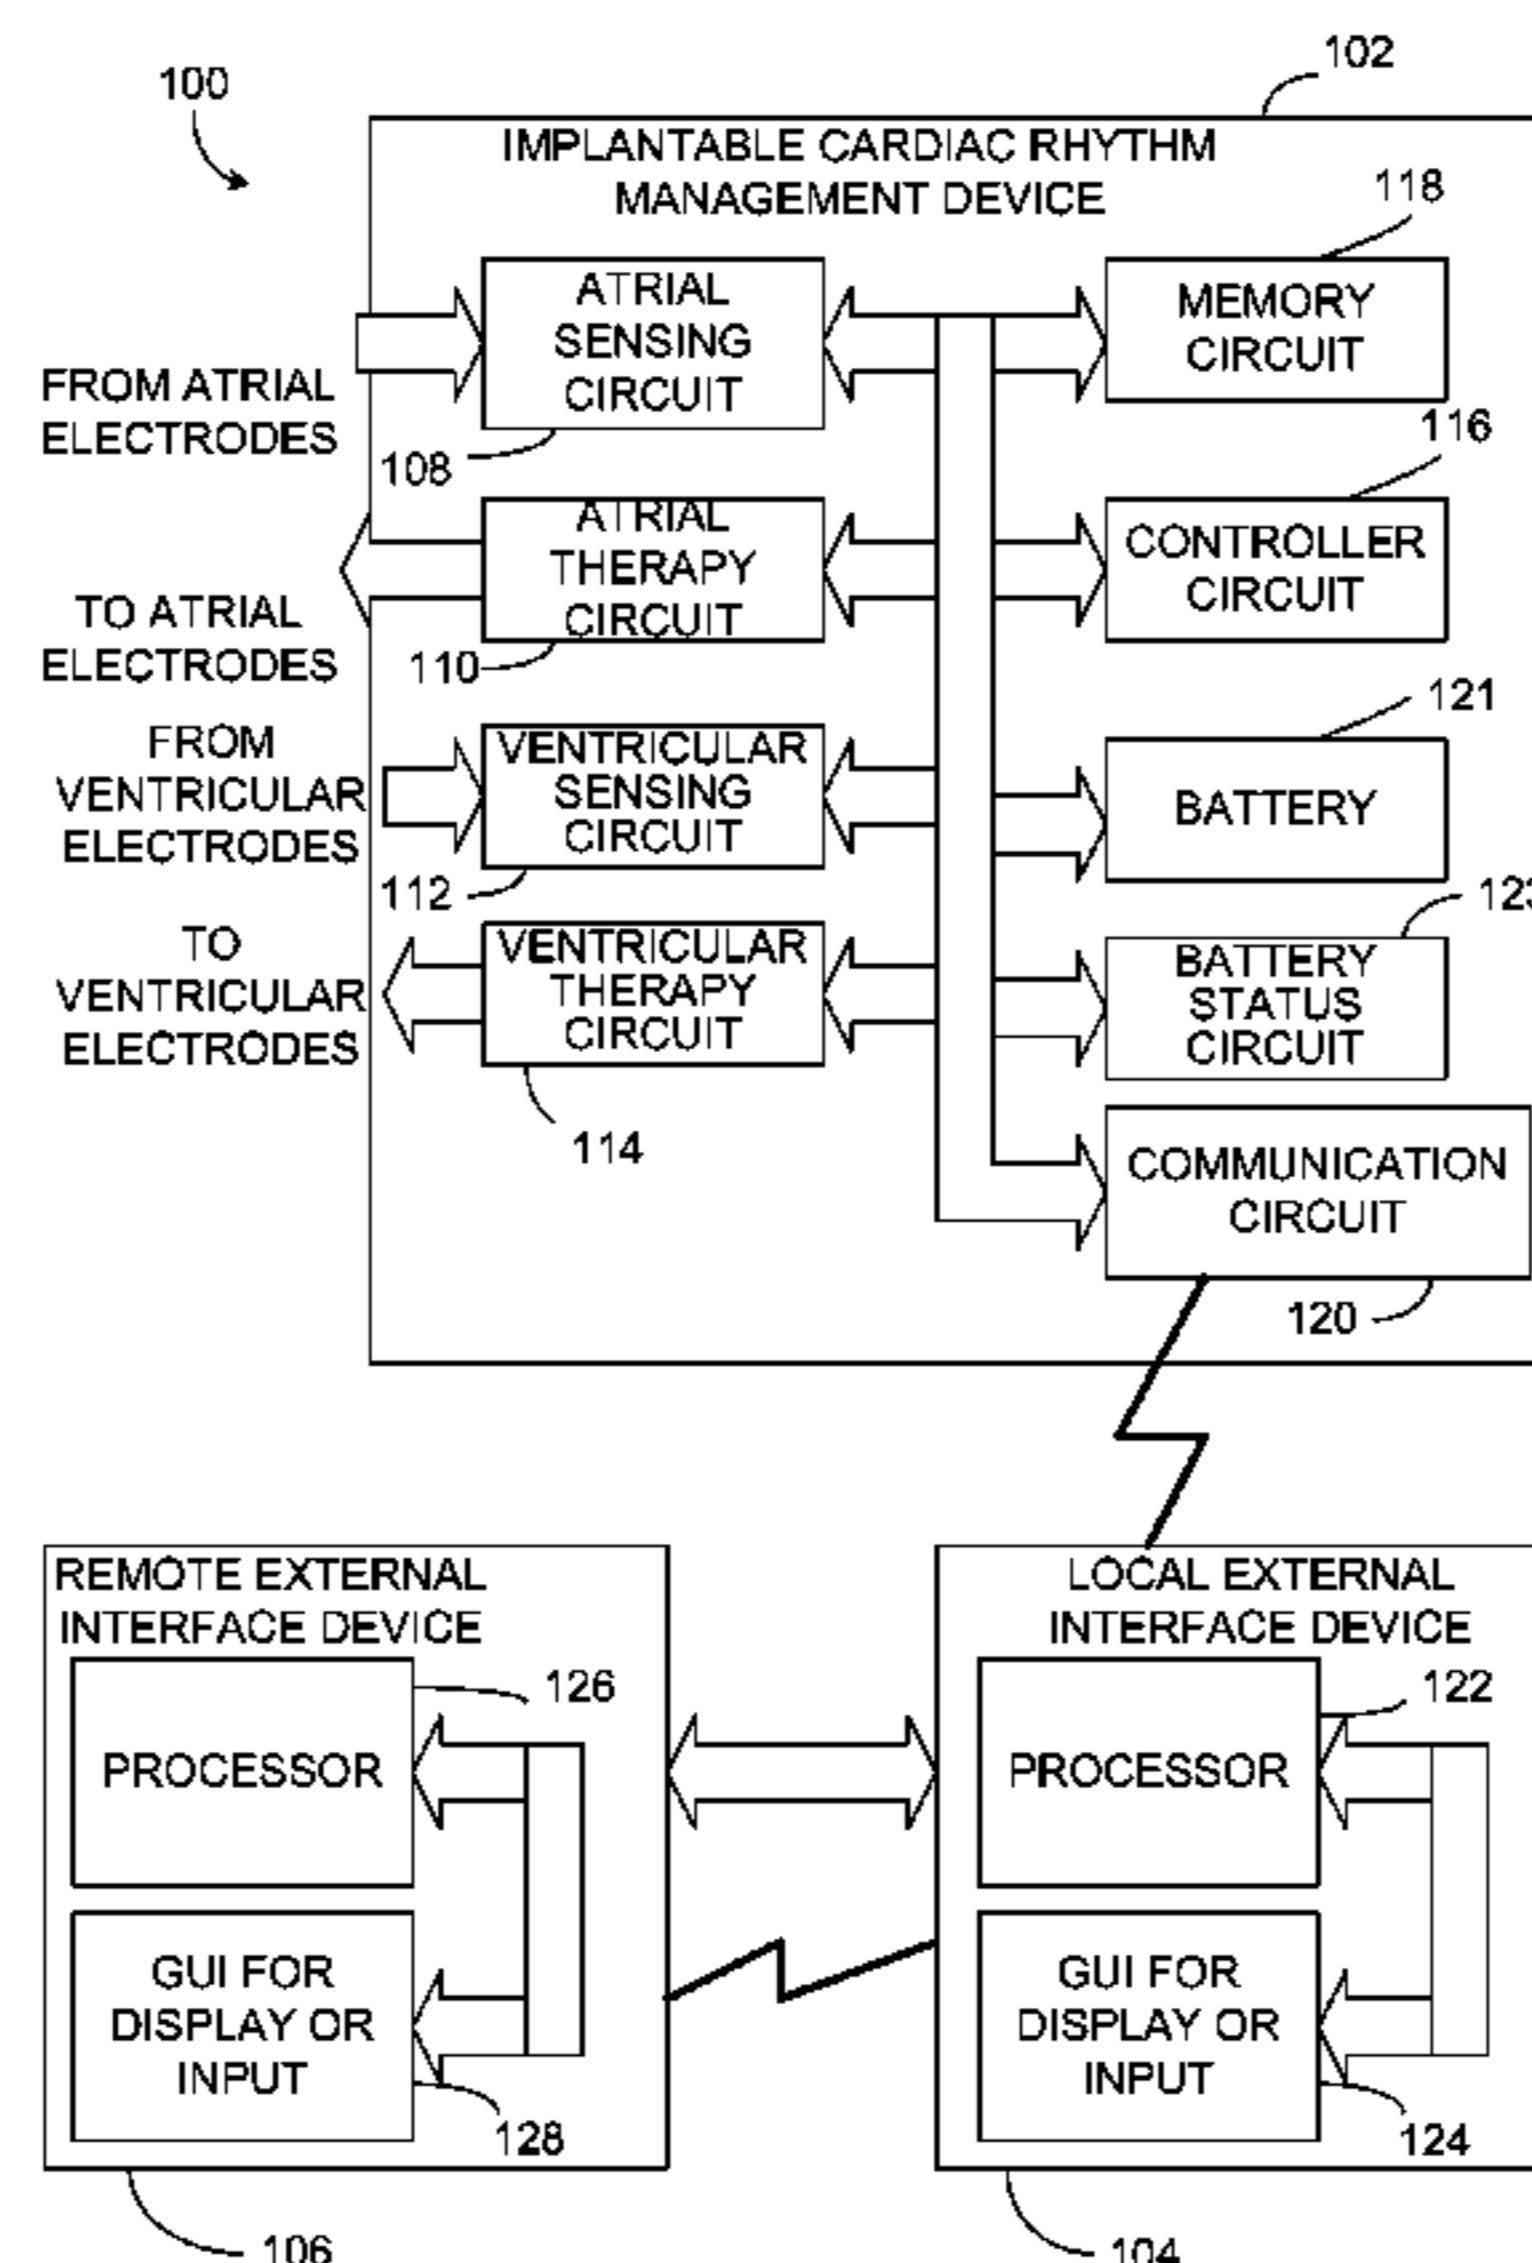 100
102
IMPLANTABLE CARDIAC RHYTHM
MANAGEMENT DEVICE
118
ATRIAL
SENSING
CIRCUIT
MEMORY
CIRCUIT
FROM ATRIAL
ELECTRODES
108
116
ATRIAL
THERAPY
CIRCUIT
CONTROLLER
CIRCUIT
TO ATRIAL
ELECTRODES
110
121
FROM
VENTRICULAR
ELECTRODES
VENTRICULAR
SENSING
CIRCUIT
BATTERY
112
123
TO
VENTRICULAR
ELECTRODES
VENTRICULAR
THERAPY
CIRCUIT
BATTERY
STATUS
CIRCUIT
114
COMMUNICATION
CIRCUIT
120
REMOTE EXTERNAL
INTERFACE DEVICE
LOCAL EXTERNAL
INTERFACE DEVICE
126
122
PROCESSOR
PROCESSOR
GUI FOR
DISPLAY OR
INPUT
GUI FOR
DISPLAY OR
INPUT
128
124
106
104